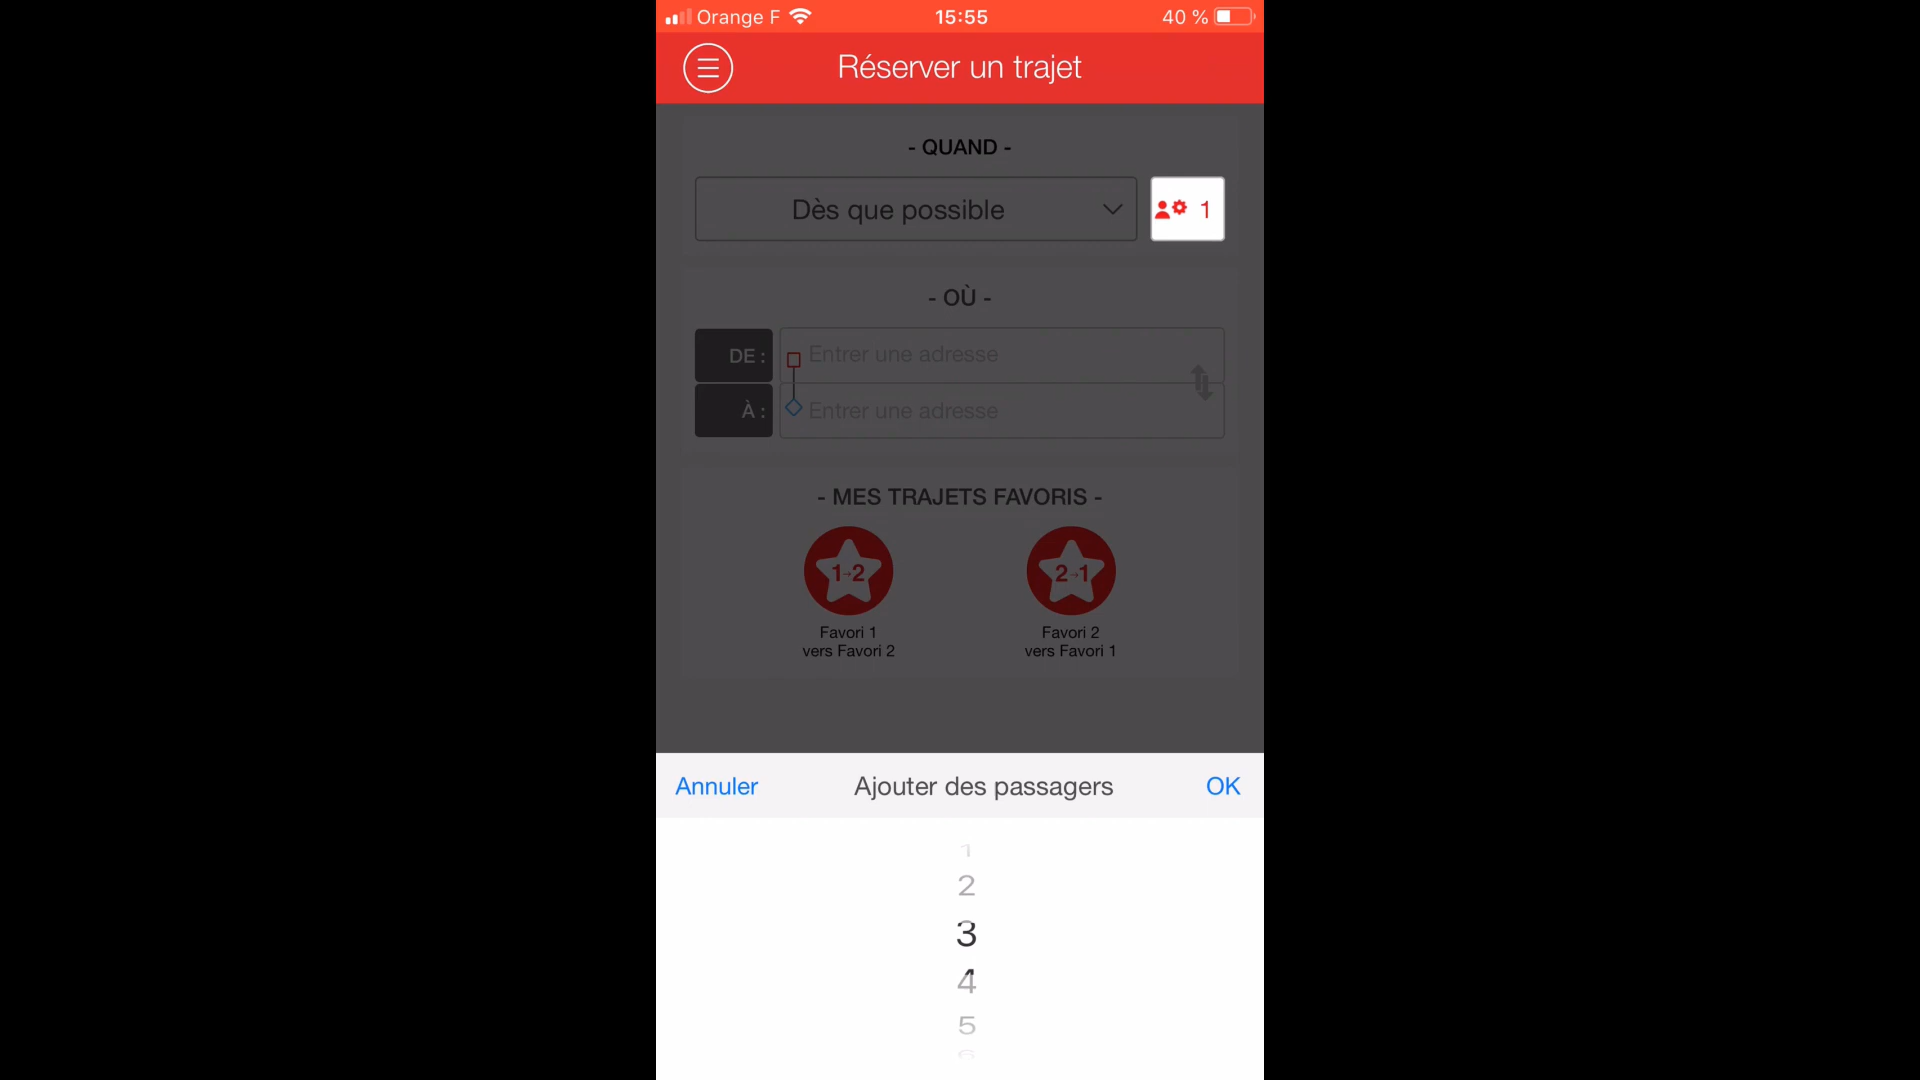 Orange F 15:55 40 %
Réserver un trajet
- QUAND -
Dès que possible 1
- OÙ -
DE : Entrer une adresse
À : Entrer une adresse
- MES TRAJETS FAVORIS -
1→2 2→1
Favori 1 Favori 2
vers Favori 2 vers Favori 1
Annuler Ajouter des passagers OK
1
2
3
4
5
6